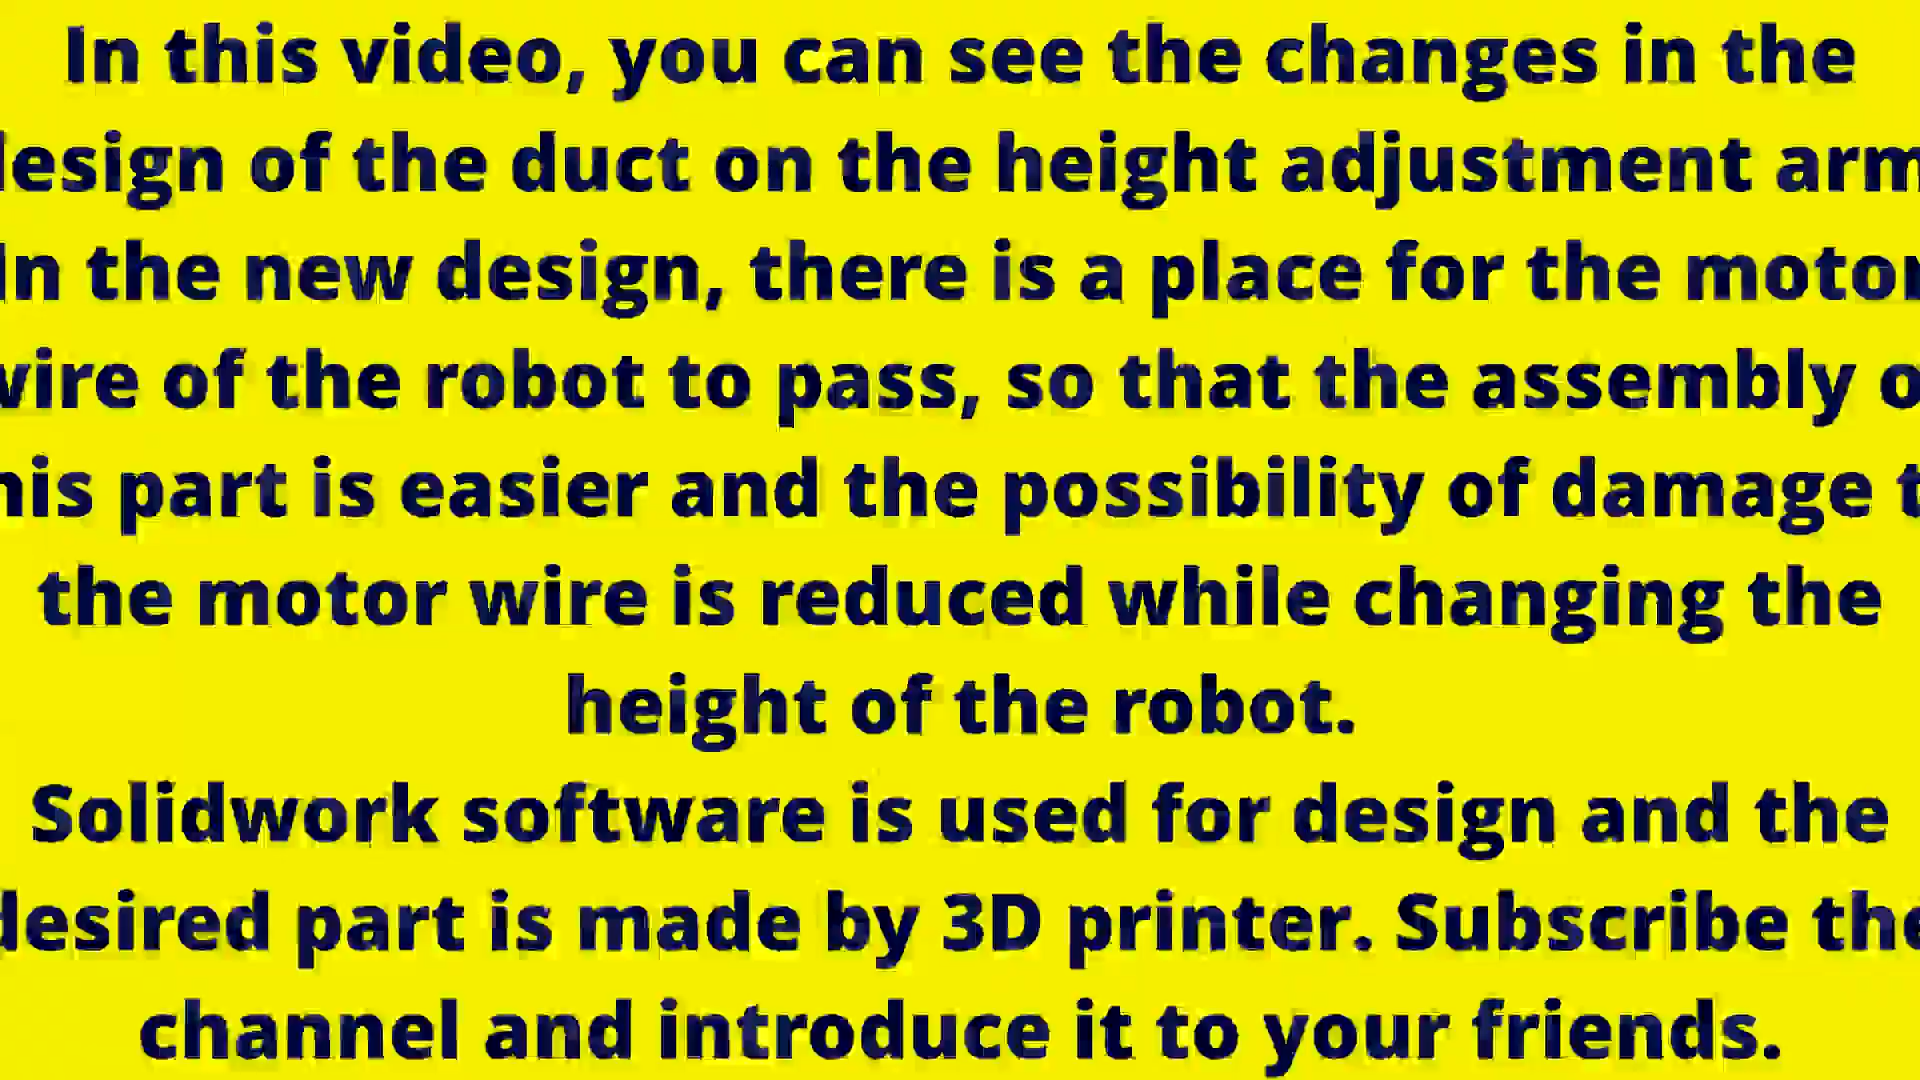 In this video, you can see the changes in the
esign of the duct on the height adjustment arm
In the new design, there is a place for the motor
wire of the robot to pass, so that the assembly o
his part is easier and the possibility of damage t
the motor wire is reduced while changing the
height of the robot.
Solidwork software is used for design and the
desired part is made by 3D printer. Subscribe the
channel and introduce it to your friends.